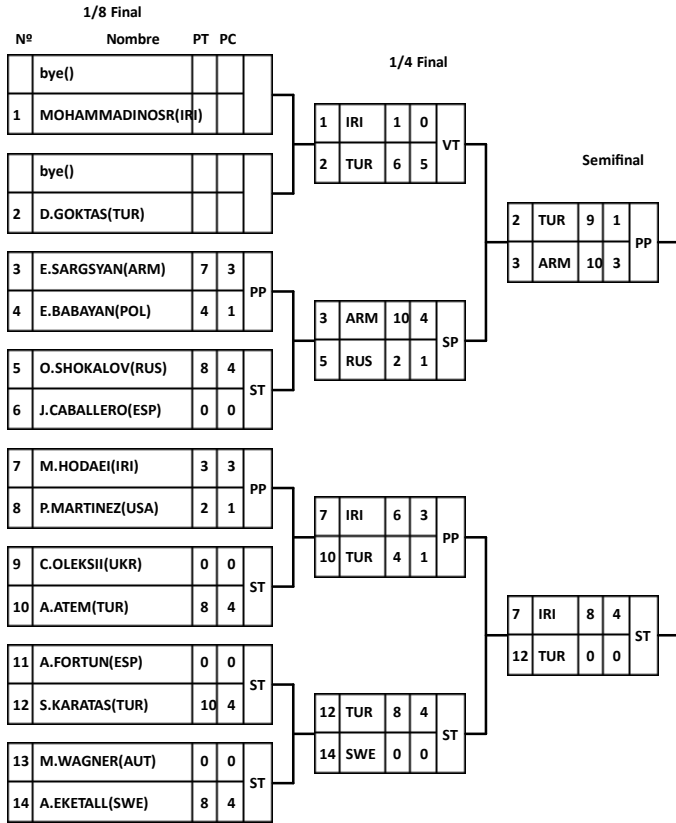 1/8 Final
Nº Nombre PT PC
bye()
1 MOHAMMADINOSR(IRI)
bye()
2 D.GOKTAS(TUR)
3 E.SARGSYAN(ARM) 7 3 PP
4 E.BABAYAN(POL) 4 1
5 O.SHOKALOV(RUS) 8 4 ST
6 J.CABALLERO(ESP) 0 0
7 M.HODAEI(IRI) 3 3 PP
8 P.MARTINEZ(USA) 2 1
9 C.OLEKSII(UKR) 0 0 ST
10 A.ATEM(TUR) 8 4
11 A.FORTUN(ESP) 0 0 ST
12 S.KARATAS(TUR) 10 4
13 M.WAGNER(AUT) 0 0 ST
14 A.EKETALL(SWE) 8 4
1/4 Final
1 IRI 1 0 VT
2 TUR 6 5
3 ARM 10 4 SP
5 RUS 2 1
7 IRI 6 3 PP
10 TUR 4 1
12 TUR 8 4 ST
14 SWE 0 0
Semifinal
2 TUR 9 1 PP
3 ARM 10 3
7 IRI 8 4 ST
12 TUR 0 0